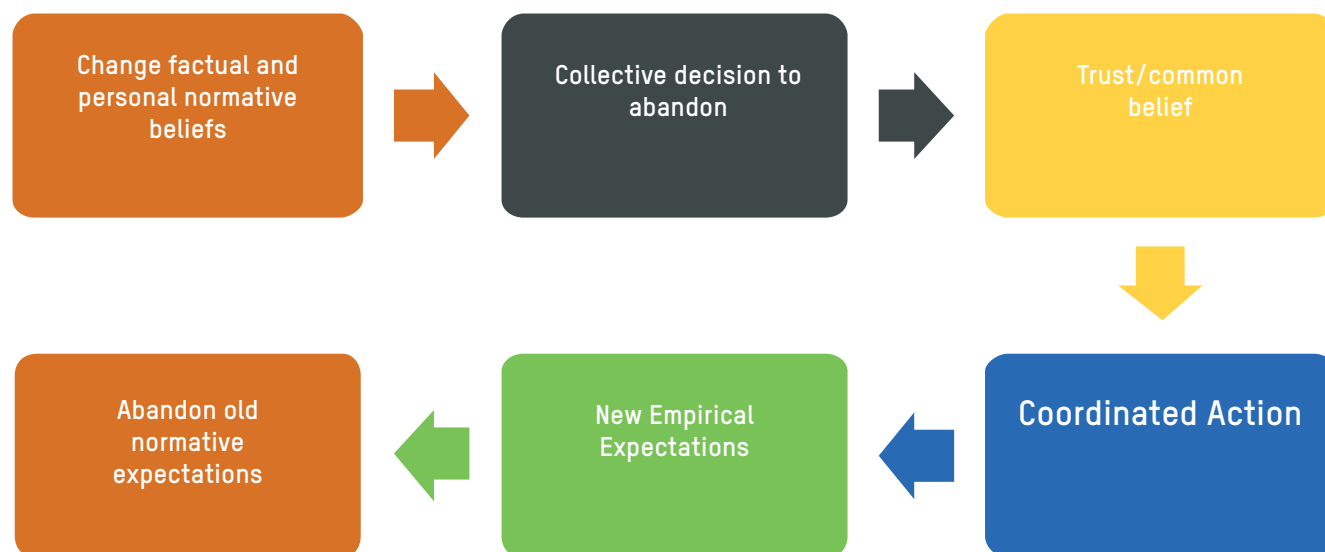 Change factual and
personal normative
beliefs
Collective decision to
abandon
Trust/common
belief
Coordinated Action
New Empirical
Expectations
Abandon old
normative
expectations